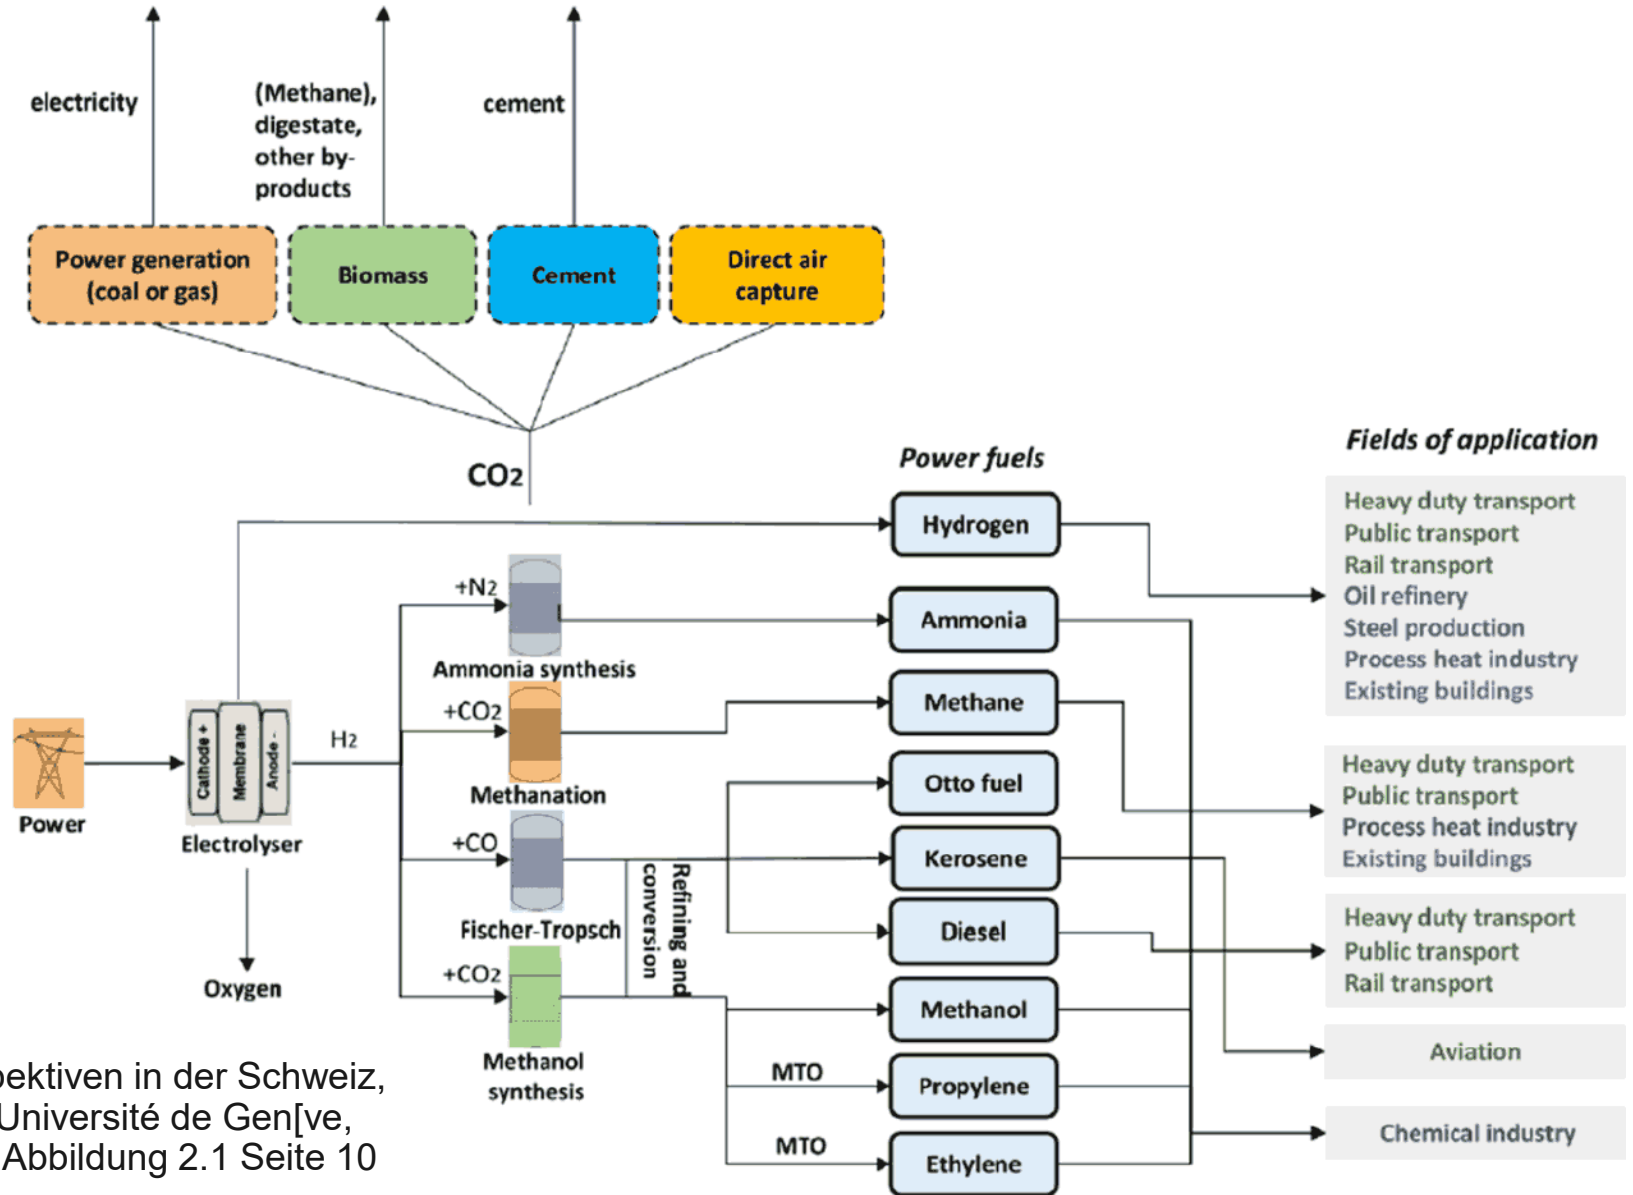 electricity
(Methane),
digestate,
other by-
products
cement
Power generation
(coal or gas)
Biomass
Cement
Direct air
capture
CO2
Power fuels
Fields of application
Hydrogen
Heavy duty transport
Public transport
Rail transport
Oil refinery
Steel production
Process heat industry
Existing buildings
+N2
Ammonia synthesis
Ammonia
+CO2
Methanation
Methane
Heavy duty transport
Public transport
Process heat industry
Existing buildings
Power
Cathode +
Membrane
Anode -
Electrolyser
H2
Oxygen
+CO
Fischer-Tropsch
Refining and
conversion
Otto fuel
Kerosene
Diesel
Heavy duty transport
Public transport
Rail transport
+CO2
Methanol
synthesis
Methanol
Aviation
MTO
Propylene
MTO
Ethylene
Chemical industry
pektiven in der Schweiz,
Université de Gen[ve,
Abbildung 2.1 Seite 10